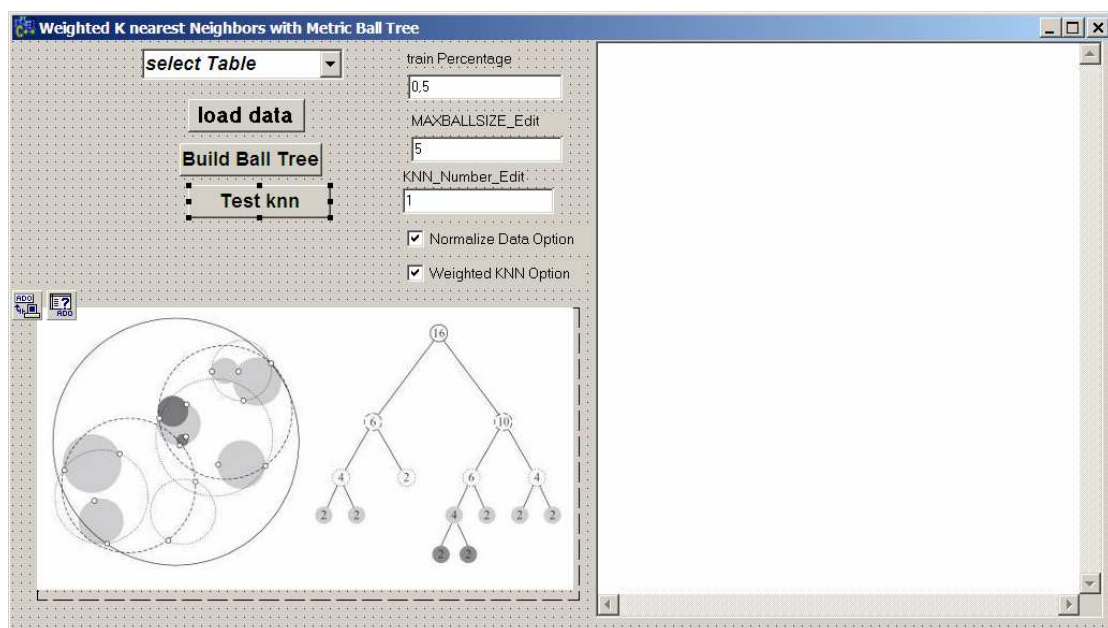 Weighted K nearest Neighbors with Metric Ball Tree
select Table
load data
Build Ball Tree
Test knn
train Percentage
0,5
MAXBALLSIZE_Edit
5
KNN_Number_Edit
1
Normalize Data Option
Weighted KNN Option
ADO
ADO
16
6 10
4 2 6 4
2 2 4 2 2 2
2 2